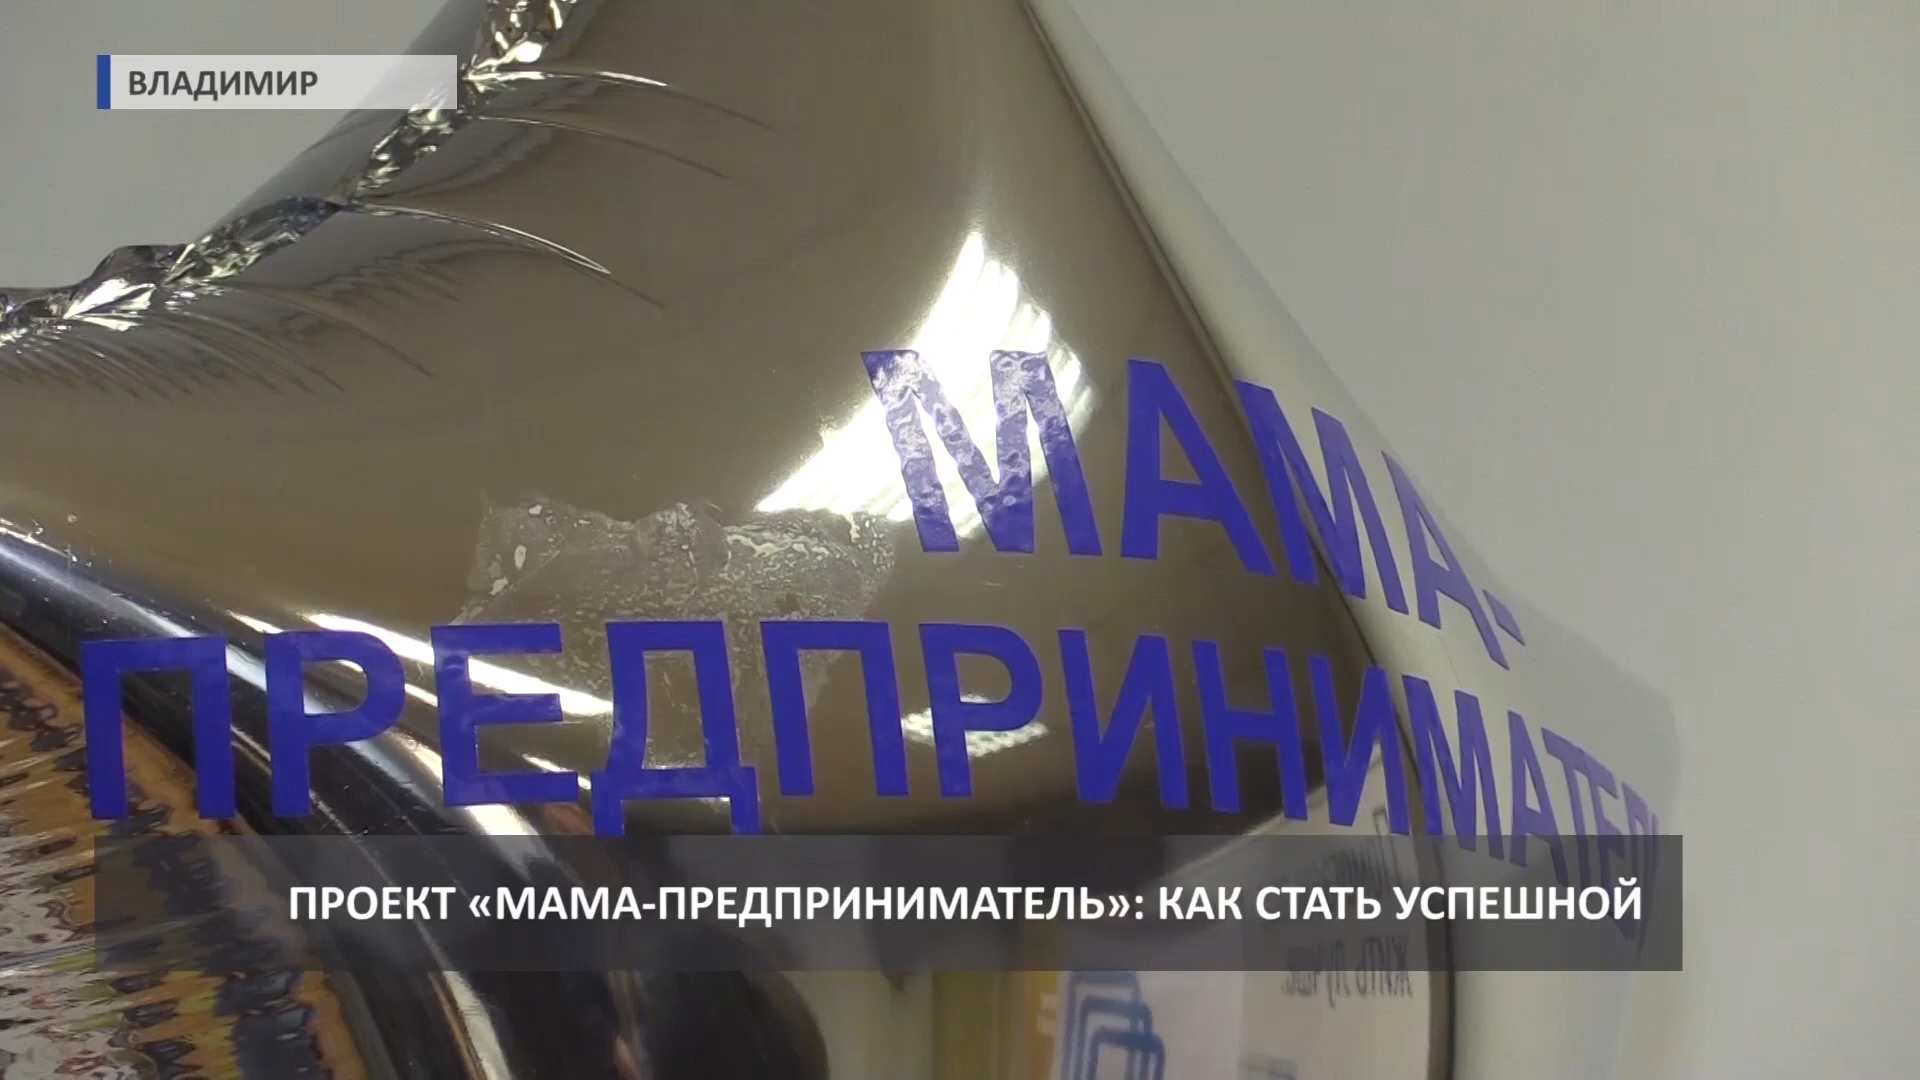 ВЛАДИМИР
МАМА-
ПРЕДПРИНИМАТЕЛЬ
ПРОЕКТ «МАМА-ПРЕДПРИНИМАТЕЛЬ»: КАК СТАТЬ УСПЕШНОЙ